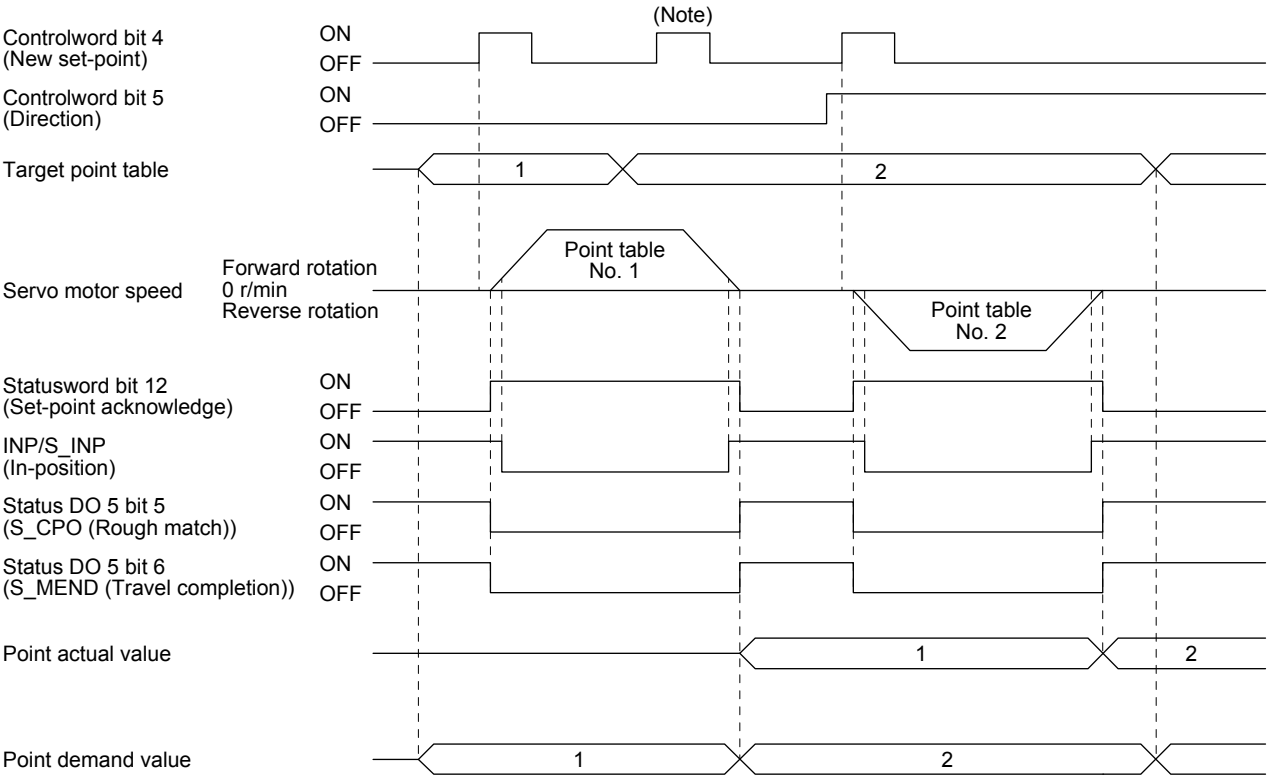 (Note)
Controlword bit 4
(New set-point)
ON
OFF
Controlword bit 5
(Direction)
ON
OFF
Target point table
1
2
Servo motor speed
Forward rotation
0 r/min
Reverse rotation
Point table
No. 1
Point table
No. 2
Statusword bit 12
(Set-point acknowledge)
ON
OFF
INP/S_INP
(In-position)
ON
OFF
Status DO 5 bit 5
(S_CPO (Rough match))
ON
OFF
Status DO 5 bit 6
(S_MEND (Travel completion))
ON
OFF
Point actual value
1
2
Point demand value
1
2